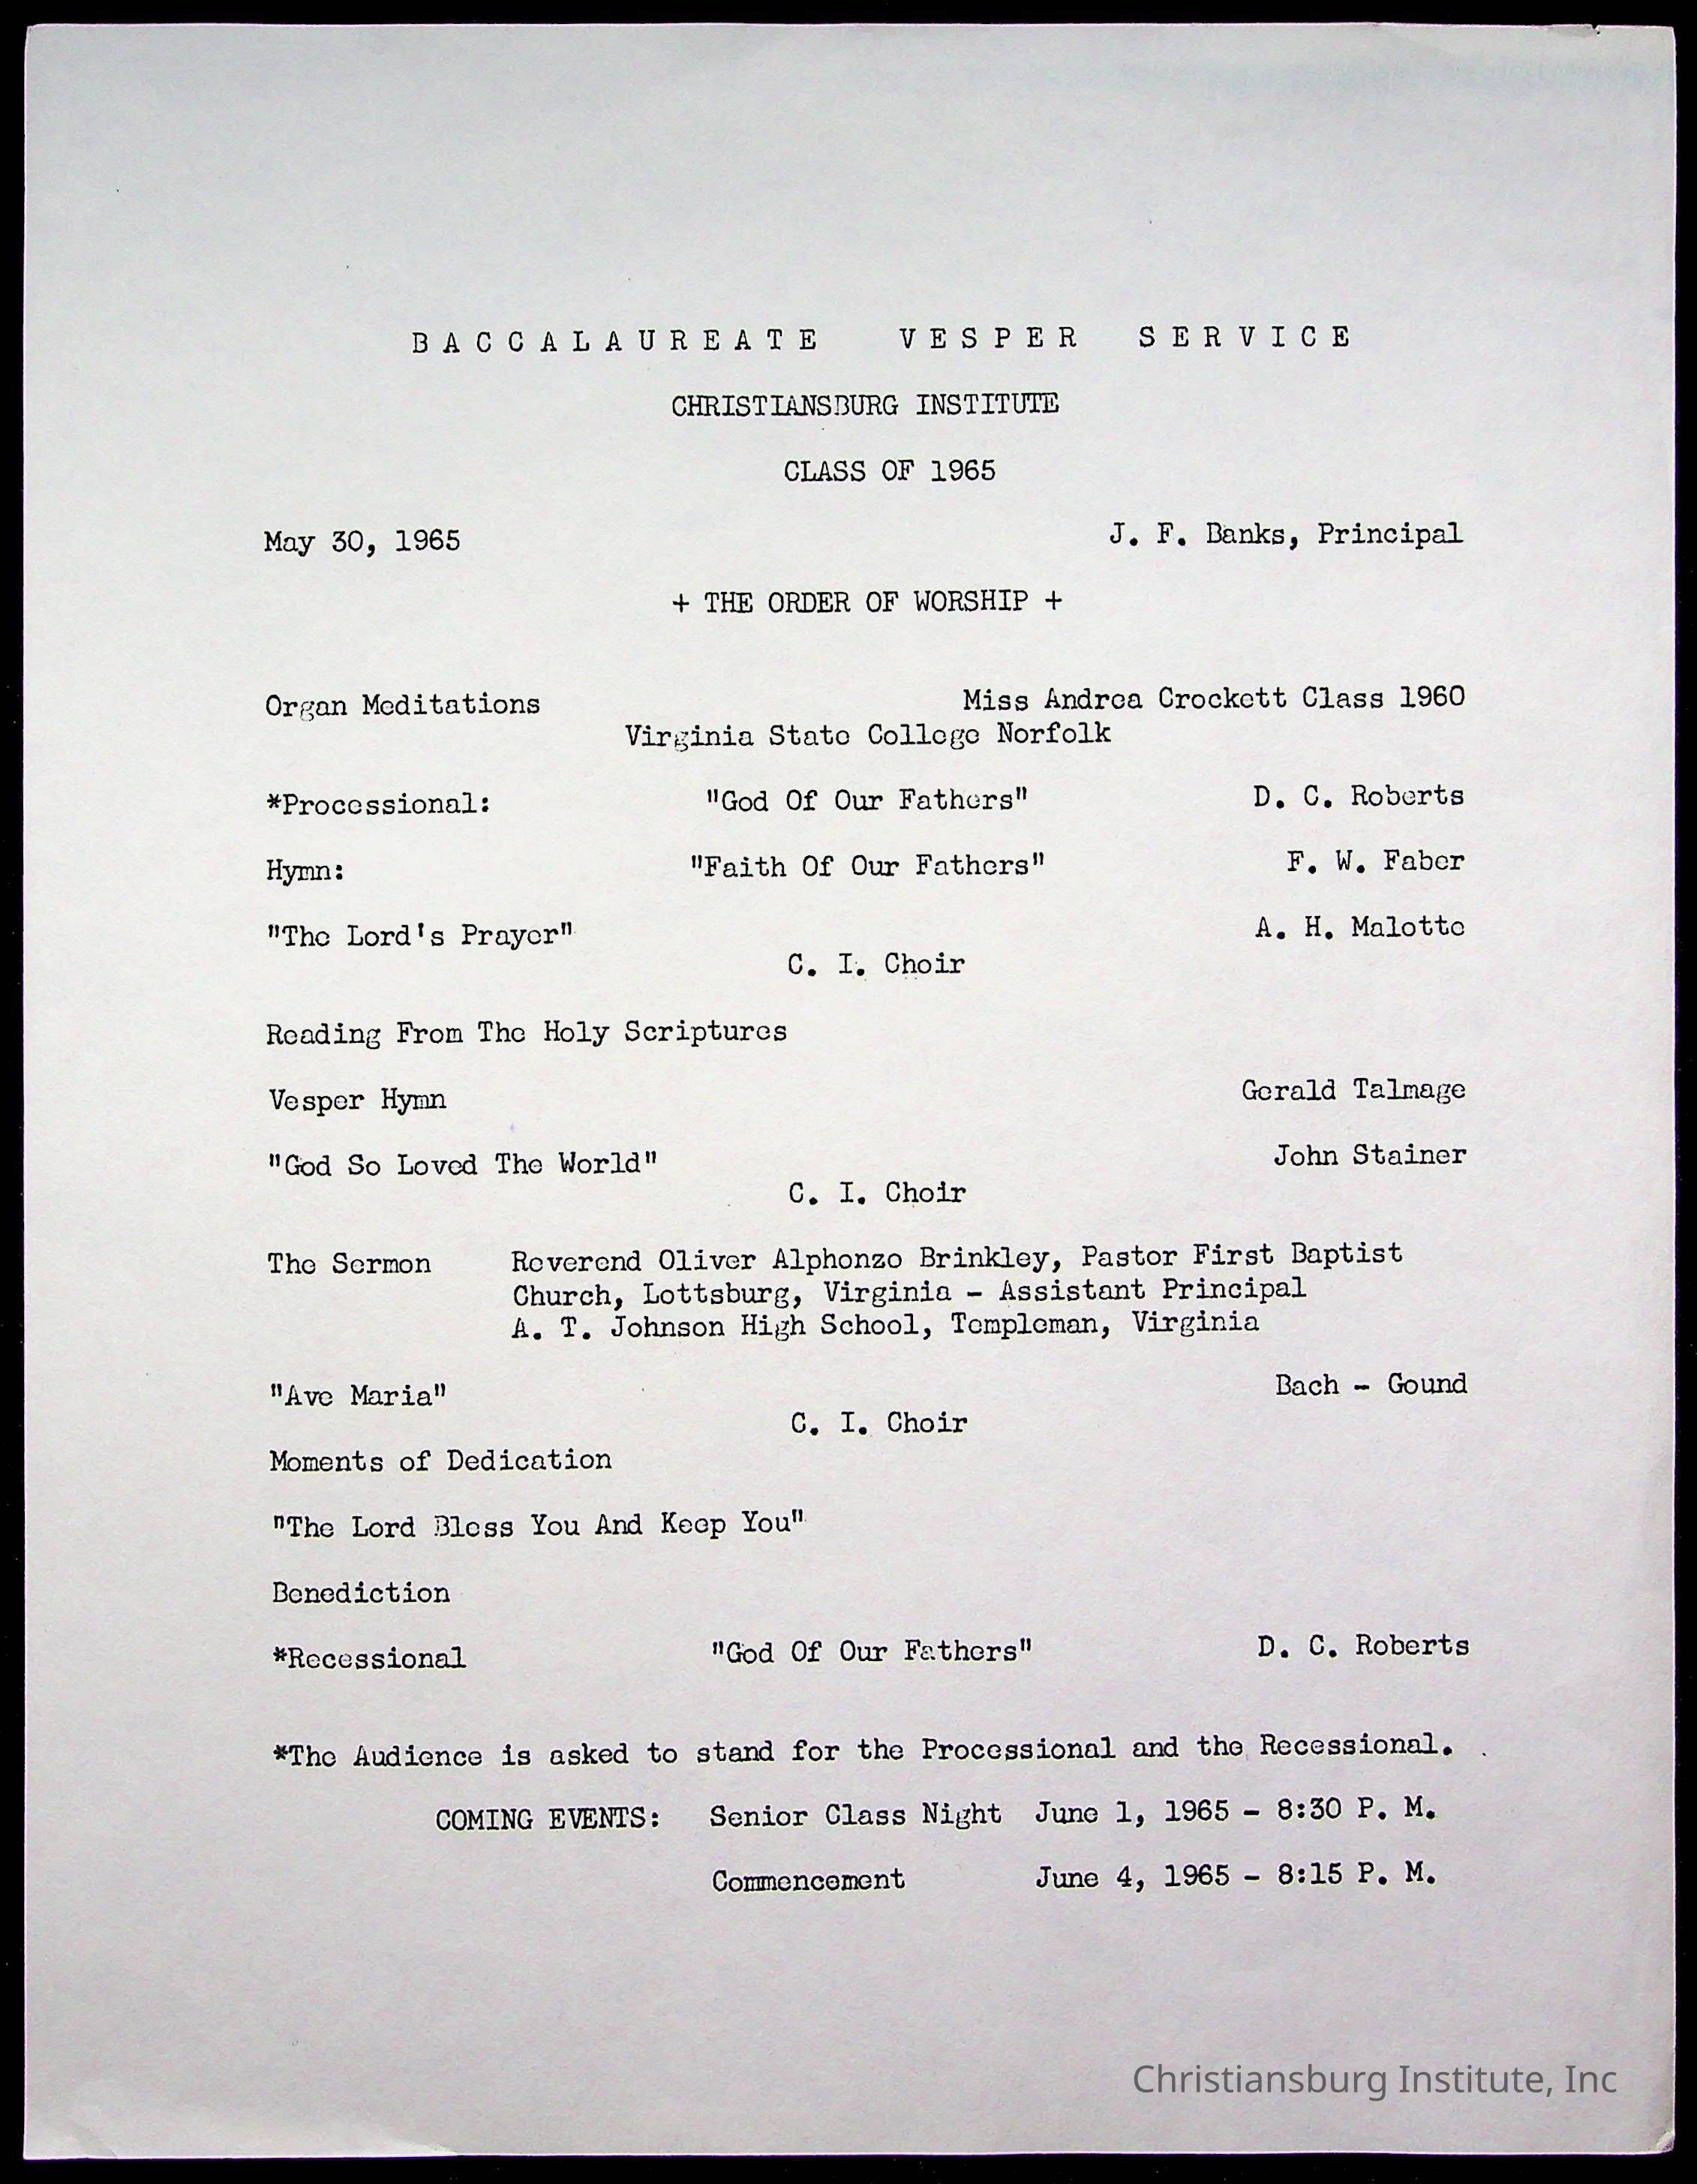 BACCALAUREATE VESPER SERVICE
CHRISTIANSBURG INSTITUTE
CLASS OF 1965
May 30, 1965 J. F. Banks, Principal
+ THE ORDER OF WORSHIP +
Organ Meditations Miss Andrea Crockett Class 1960
Virginia State College Norfolk
*Processional: "God Of Our Fathers" D. C. Roberts
Hymn: "Faith Of Our Fathers" F. W. Faber
"The Lord's Prayer" A. H. Malotte
C. I. Choir
Reading From The Holy Scriptures
Vesper Hymn Gerald Talmage
"God So Loved The World" John Stainer
C. I. Choir
The Sermon Reverend Oliver Alphonzo Brinkley, Pastor First Baptist
Church, Lottsburg, Virginia - Assistant Principal
A. T. Johnson High School, Templeman, Virginia
"Ave Maria" Bach - Gound
C. I. Choir
Moments of Dedication
"The Lord Bless You And Keep You"
Benediction
*Recessional "God Of Our Fathers" D. C. Roberts
*The Audience is asked to stand for the Processional and the Recessional.
COMING EVENTS: Senior Class Night June 1, 1965 - 8:30 P. M.
Commencement June 4, 1965 - 8:15 P. M.
Christiansburg Institute, Inc